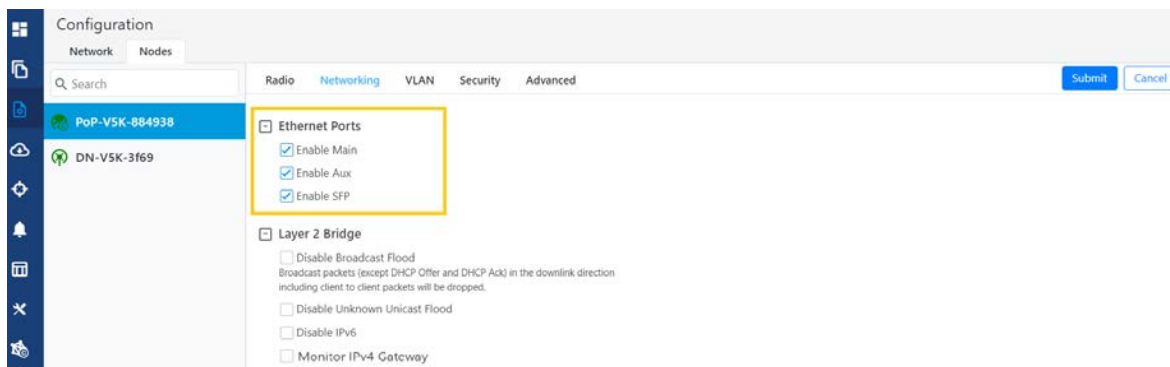 Configuration
Network Nodes
Search
Radio Networking VLAN Security Advanced Submit Cancel
PoP-V5K-884938
DN-V5K-3f69
Ethernet Ports
Enable Main
Enable Aux
Enable SFP
Layer 2 Bridge
Disable Broadcast Flood
Broadcast packets (except DHCP Offer and DHCP Ack) in the downlink direction
including client to client packets will be dropped.
Disable Unknown Unicast Flood
Disable IPv6
Monitor IPv4 Gateway